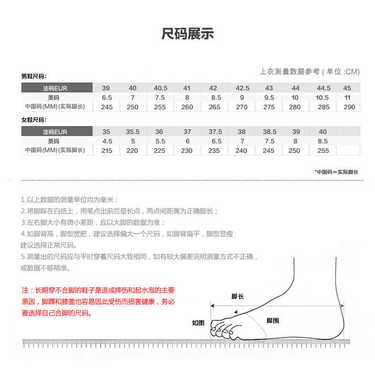 尺码展示
男鞋尺码: 上衣测量数据参考 ( 单位 :CM)
法码EUR 39 40 40.5 41 42 42.5 43 44 44.5 45
美码 6.5 7 7.5 8 8.5 9 9.5 10 10.5 11
中国码(MM)(实际脚长) 245 250 255 260 265 270 275 280 285 290
女鞋尺码:
法码EUR 35 35.5 36 37 37.5 38 38.5 39 40
美码 4.5 5 5.5 6 6.5 7 7.5 8 8.5
中国码(MM)(实际脚长) 215 220 225 230 235 240 245 250 255
*中国码=实际脚长
1.以上数据的测量单位均为毫米;
2.将脚踩在白纸上,用笔点出前后最长点,两点间距离为正确脚长;
3.左右脚大小有微小差距,应以大脚的尺码为准。
4.如脚背高,脚型宽肥,建议选择偏大一个尺码,如脚背扁平,脚型显瘦
建议选择正常尺码。
5.测量出的尺码应与平时穿着尺码大致相同,如有较大偏差说明测量方式不正确,
或数据不够精准。
注:长期穿不合脚的鞋子是造成挫伤和起水泡的主要
原因,脚踝和膝盖也容易因此受伤而损害健康,务必
要选择自己合脚的尺码。
脚长
如图
脚围